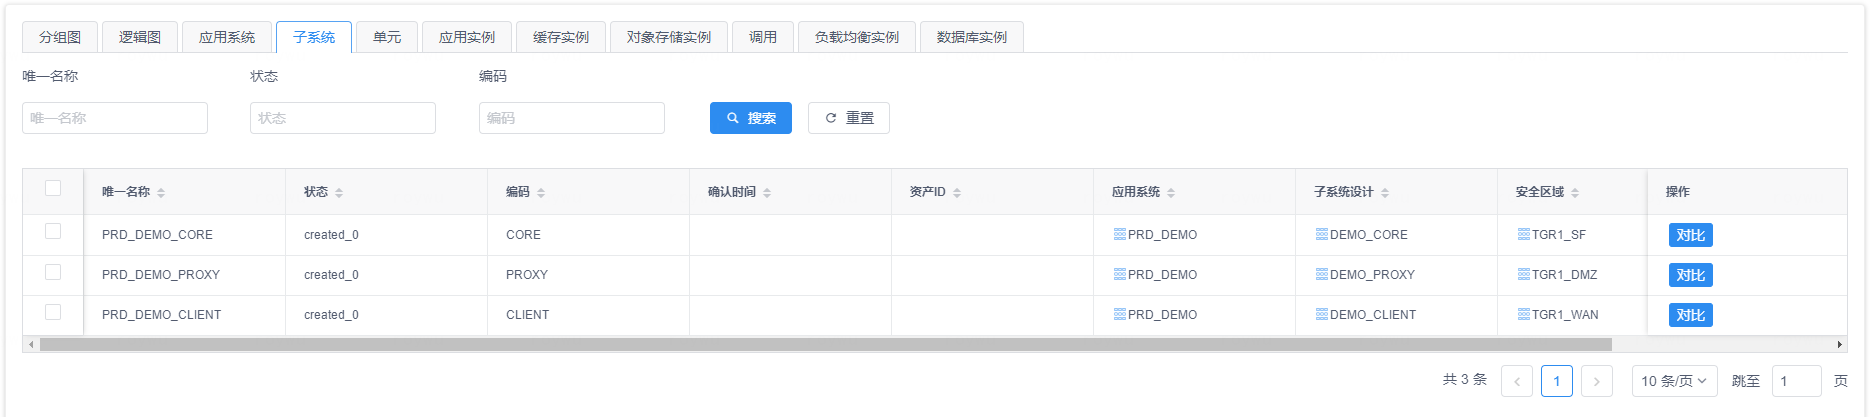 分组图 逻辑图 应用系统 子系统 单元 应用实例 缓存实例 对象存储实例 调用 负载均衡实例 数据库实例
唯一名称 状态 编码
唯一名称 状态 编码 搜索 重置
唯一名称 状态 编码 确认时间 资产ID 应用系统 子系统设计 安全区域 操作
PRD_DEMO_CORE created_0 CORE PRD_DEMO DEMO_CORE TGR1_SF 对比
PRD_DEMO_PROXY created_0 PROXY PRD_DEMO DEMO_PROXY TGR1_DMZ 对比
PRD_DEMO_CLIENT created_0 CLIENT PRD_DEMO DEMO_CLIENT TGR1_WAN 对比
共 3 条 1 10 条/页 跳至 1 页